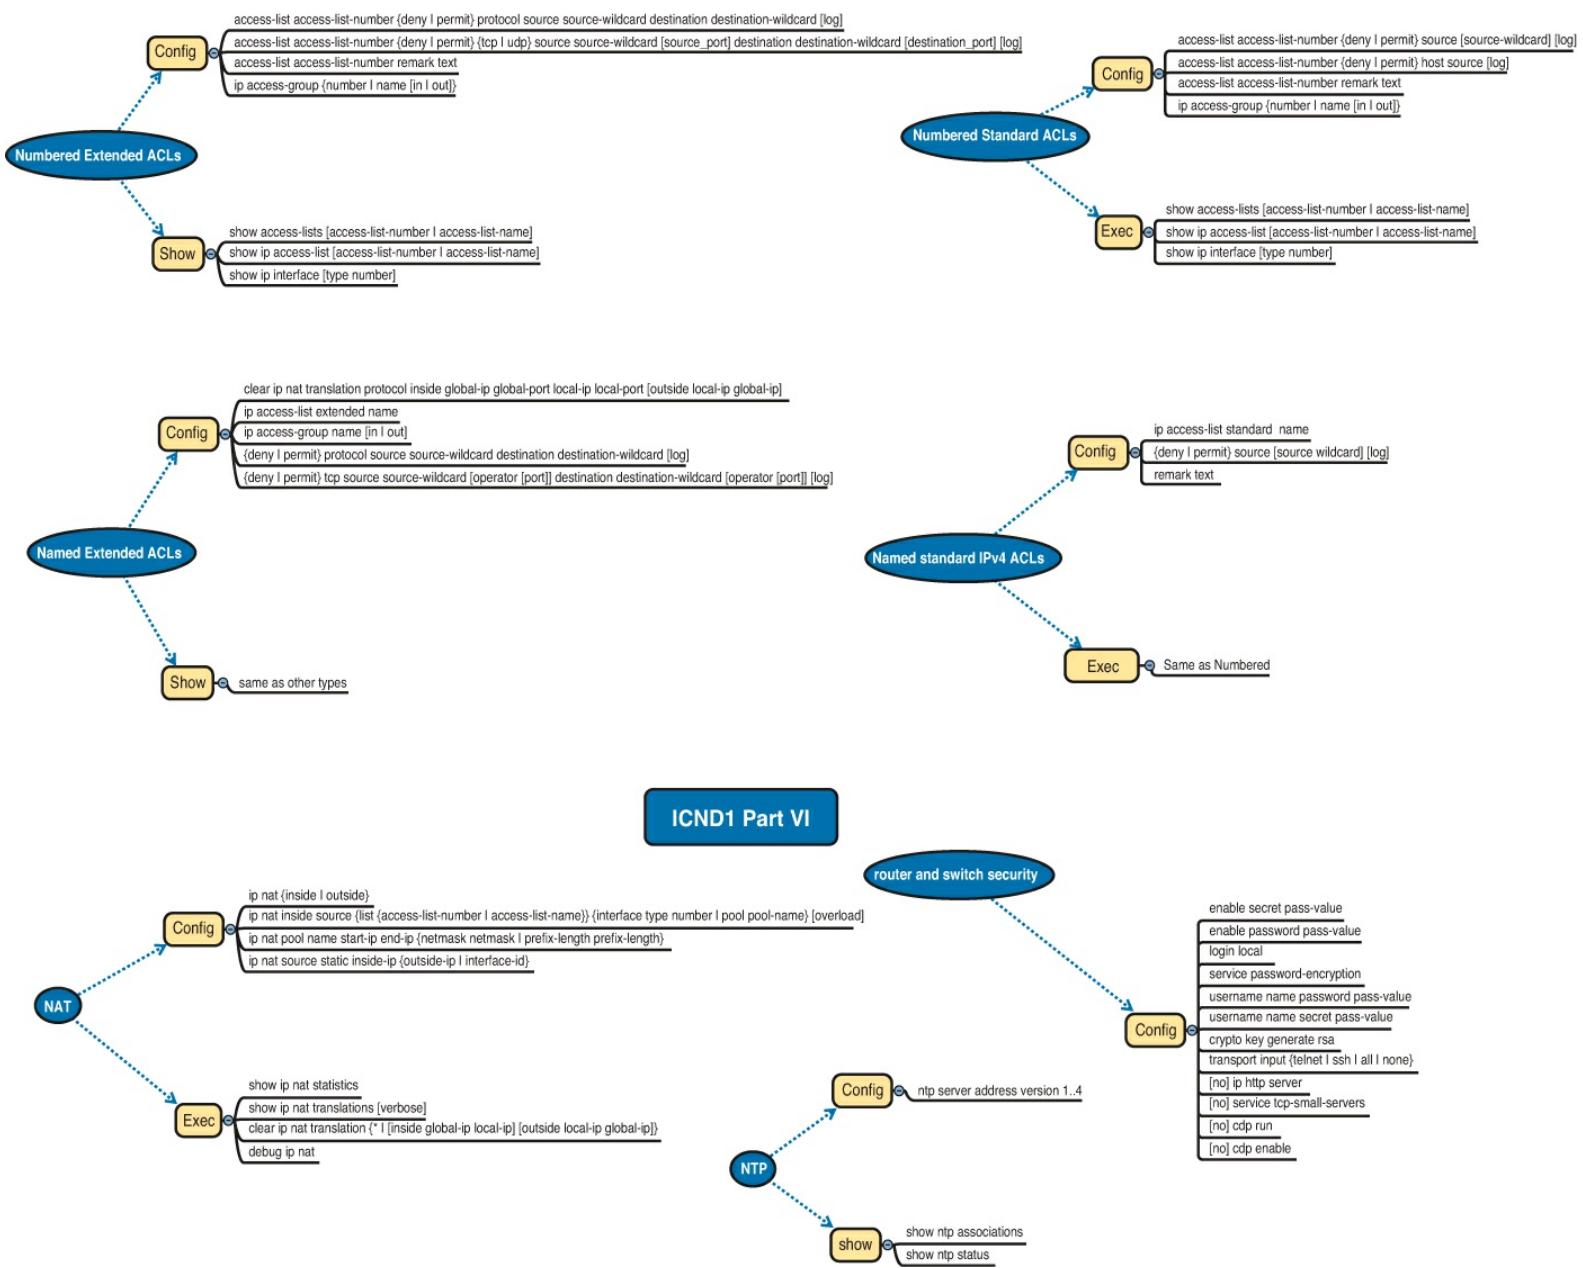 access-list access-list-number {deny | permit} protocol source source-wildcard destination destination-wildcard [log]
access-list access-list-number {deny | permit} {tcp | udp} source source-wildcard [source_port] destination destination-wildcard [destination_port] [log]
Config
access-list access-list-number remark text
ip access-group {number | name [in | out]}
Numbered Extended ACLs
show access-lists [access-list-number | access-list-name]
Show
show ip access-list [access-list-number | access-list-name]
show ip interface [type number]
access-list access-list-number {deny | permit} source [source-wildcard] [log]
access-list access-list-number {deny | permit} host source [log]
Config
access-list access-list-number remark text
ip access-group {number | name [in | out]}
Numbered Standard ACLs
show access-lists [access-list-number | access-list-name]
Exec
show ip access-list [access-list-number | access-list-name]
show ip interface [type number]
clear ip nat translation protocol inside global-ip global-port local-ip local-port [outside local-ip global-ip]
ip access-list extended name
Config
ip access-group name [in | out]
{deny | permit} protocol source source-wildcard destination destination-wildcard [log]
{deny | permit} tcp source source-wildcard [operator [port]] destination destination-wildcard [operator [port]] [log]
Named Extended ACLs
Show
same as other types
ip access-list standard  name
Config
{deny | permit} source [source wildcard] [log]
remark text
Named standard IPv4 ACLs
Exec
Same as Numbered
ICND1 Part VI
ip nat {inside | outside}
ip nat inside source {list {access-list-number | access-list-name}} {interface type number | pool pool-name} [overload]
Config
ip nat pool name start-ip end-ip {netmask netmask | prefix-length prefix-length}
ip nat source static inside-ip {outside-ip | interface-id}
NAT
show ip nat statistics
show ip nat translations [verbose]
Exec
clear ip nat translation {* | [inside global-ip local-ip] [outside local-ip global-ip]}
debug ip nat
router and switch security
enable secret pass-value
enable password pass-value
login local
service password-encryption
username name password pass-value
username name secret pass-value
Config
crypto key generate rsa
transport input {telnet | ssh | all | none}
[no] ip http server
[no] service tcp-small-servers
[no] cdp run
[no] cdp enable
Config
ntp server address version 1..4
NTP
show ntp associations
show
show ntp status